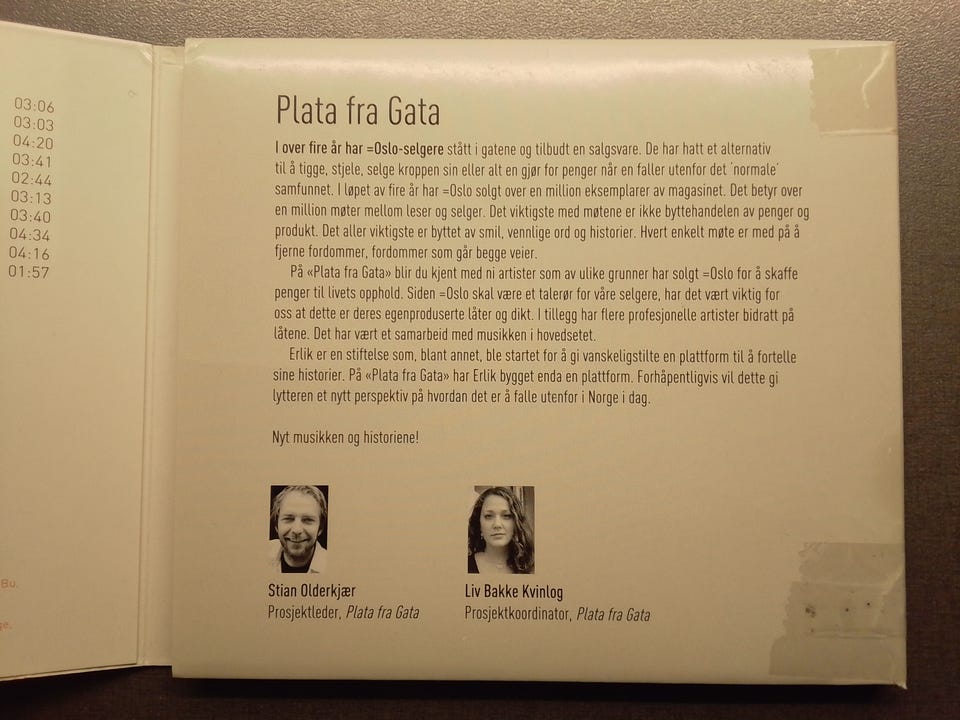 03:06
03:03
04:20
03:41
02:44
03:13
03:40
04:34
04:16
01:57
Bu.
ge.
Plata fra Gata
I over fire år har =Oslo-selgere stått i gatene og tilbudt en salgsvare. De har hatt et alternativ
til å tigge, stjele, selge kroppen sin eller alt en gjør for penger når en faller utenfor det ‘normale’
samfunnet. I løpet av fire år har =Oslo solgt over en million eksemplarer av magasinet. Det betyr over
en million møter mellom leser og selger. Det viktigste med møtene er ikke byttehandelen av penger og
produkt. Det aller viktigste er byttet av smil, vennlige ord og historier. Hvert enkelt møte er med på å
fjerne fordommer, fordommer som går begge veier.
På «Plata fra Gata» blir du kjent med ni artister som av ulike grunner har solgt =Oslo for å skaffe
penger til livets opphold. Siden =Oslo skal være et talerør for våre selgere, har det vært viktig for
oss at dette er deres egenproduserte låter og dikt. I tillegg har flere profesjonelle artister bidratt på
låtene. Det har vært et samarbeid med musikken i hovedsetet.
Erlik er en stiftelse som, blant annet, ble startet for å gi vanskeligstilte en plattform til å fortelle
sine historier. På «Plata fra Gata» har Erlik bygget enda en plattform. Forhåpentligvis vil dette gi
lytteren et nytt perspektiv på hvordan det er å falle utenfor i Norge i dag.
Nyt musikken og historiene!
Stian Olderkjær
Prosjektleder, Plata fra Gata
Liv Bakke Kvinlog
Prosjektkoordinator, Plata fra Gata